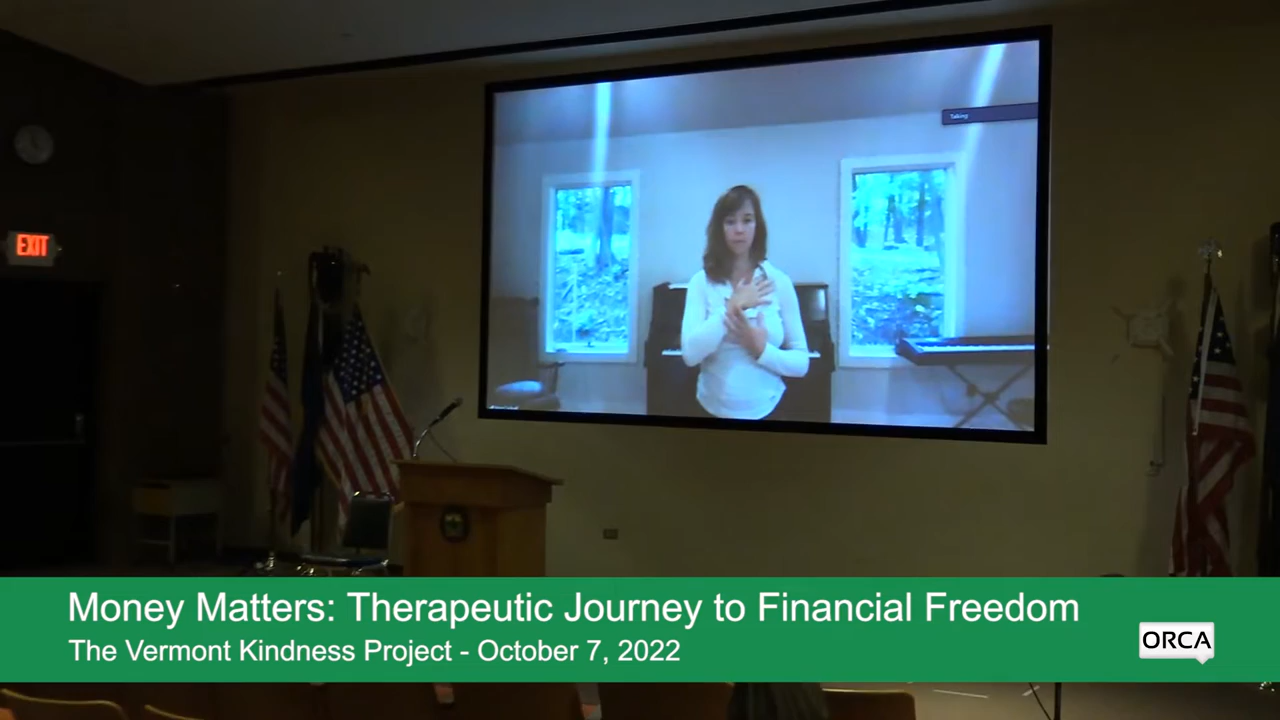 Talking
EXIT
Money Matters: Therapeutic Journey to Financial Freedom
The Vermont Kindness Project - October 7, 2022
ORCA